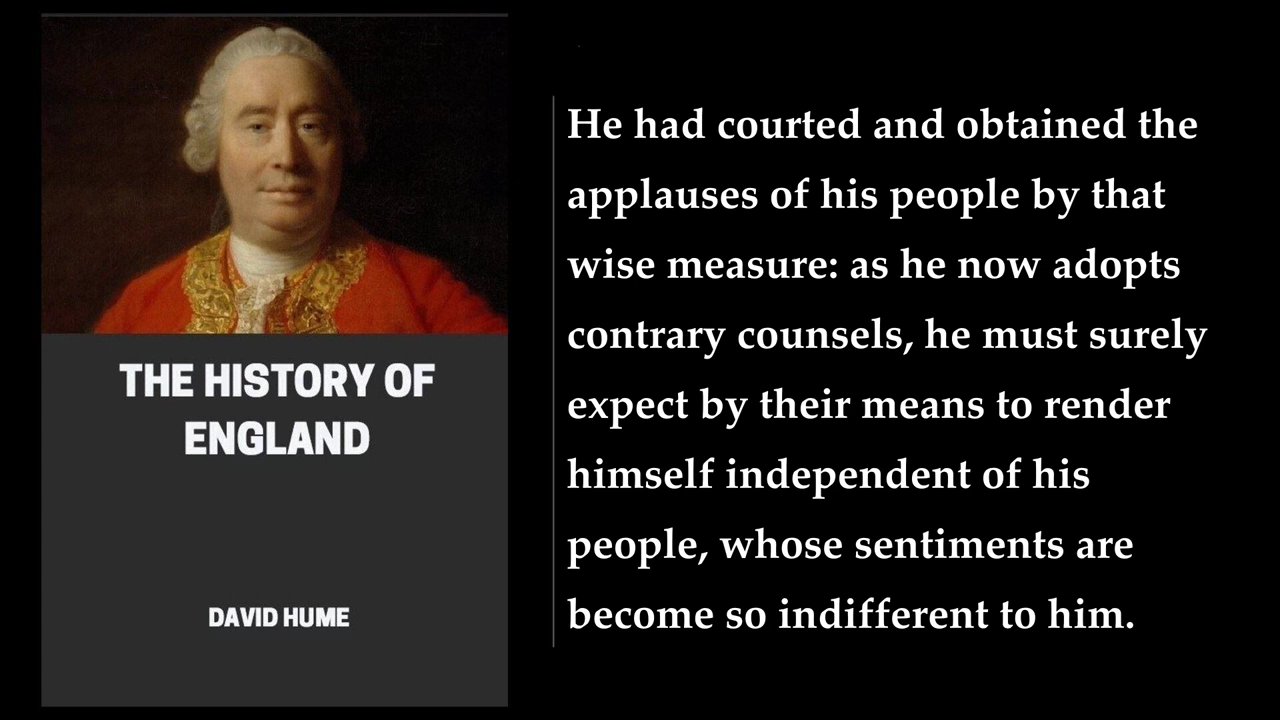 THE HISTORY OF
ENGLAND
DAVID HUME
He had courted and obtained the
applauses of his people by that
wise measure: as he now adopts
contrary counsels, he must surely
expect by their means to render
himself independent of his
people, whose sentiments are
become so indifferent to him.